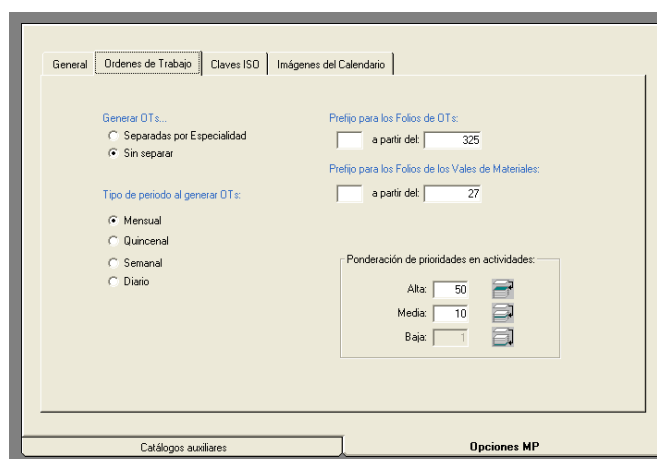 General
Ordenes de Trabajo
Claves ISO
Imágenes del Calendario
Generar OTs...
Separadas por Especialidad
Sin separar
Tipo de periodo al generar OTs:
Mensual
Quincenal
Semanal
Diario
Prefijo para los Folios de OTs:
a partir del: 325
Prefijo para los Folios de los Vales de Materiales:
a partir del: 27
Ponderación de prioridades en actividades:
Alta: 50
Media: 10
Baja: 1
Catálogos auxiliares
Opciones MP